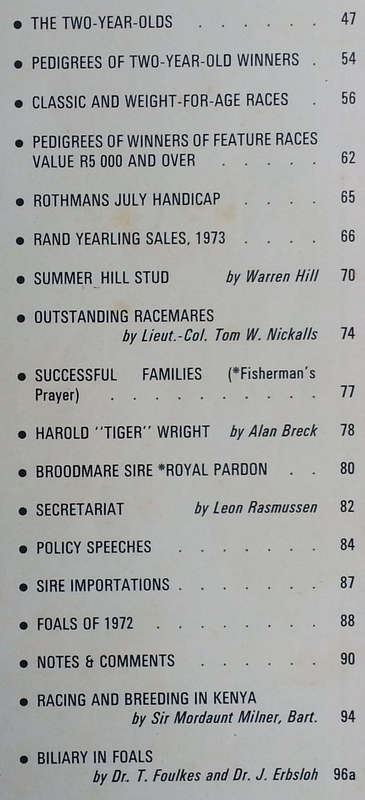 ● THE TWO-YEAR-OLDS . . . . . . 47
● PEDIGREES OF TWO-YEAR-OLD WINNERS . 54
● CLASSIC AND WEIGHT-FOR-AGE RACES . 56
● PEDIGREES OF WINNERS OF FEATURE RACES
VALUE R5 000 AND OVER . . . . . 62
● ROTHMANS JULY HANDICAP . . . . 65
● RAND YEARLING SALES, 1973 . . . . 66
● SUMMER HILL STUD by Warren Hill 70
● OUTSTANDING RACEMARES
by Lieut.-Col. Tom W. Nickalls 74
● SUCCESSFUL FAMILIES (*Fisherman's
Prayer) . . . . . . . . . . 77
● HAROLD "TIGER" WRIGHT by Alan Breck 78
● BROODMARE SIRE *ROYAL PARDON . . 80
● SECRETARIAT by Leon Rasmussen 82
● POLICY SPEECHES . . . . . . . 84
● SIRE IMPORTATIONS . . . . . . . 87
● FOALS OF 1972 . . . . . . . . 88
● NOTES & COMMENTS . . . . . . 90
● RACING AND BREEDING IN KENYA
by Sir Mordaunt Milner, Bart. 94
● BILIARY IN FOALS
by Dr. T. Foulkes and Dr. J. Erbsloh 96a